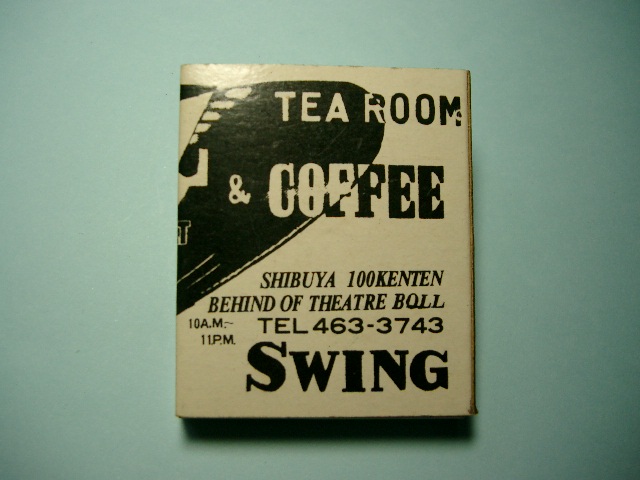 TEA ROOM
& COFFEE
SHIBUYA 100KENTEN
BEHIND OF THEATRE BOLL
10A.M.~
11P.M.
TEL 463-3743
SWING